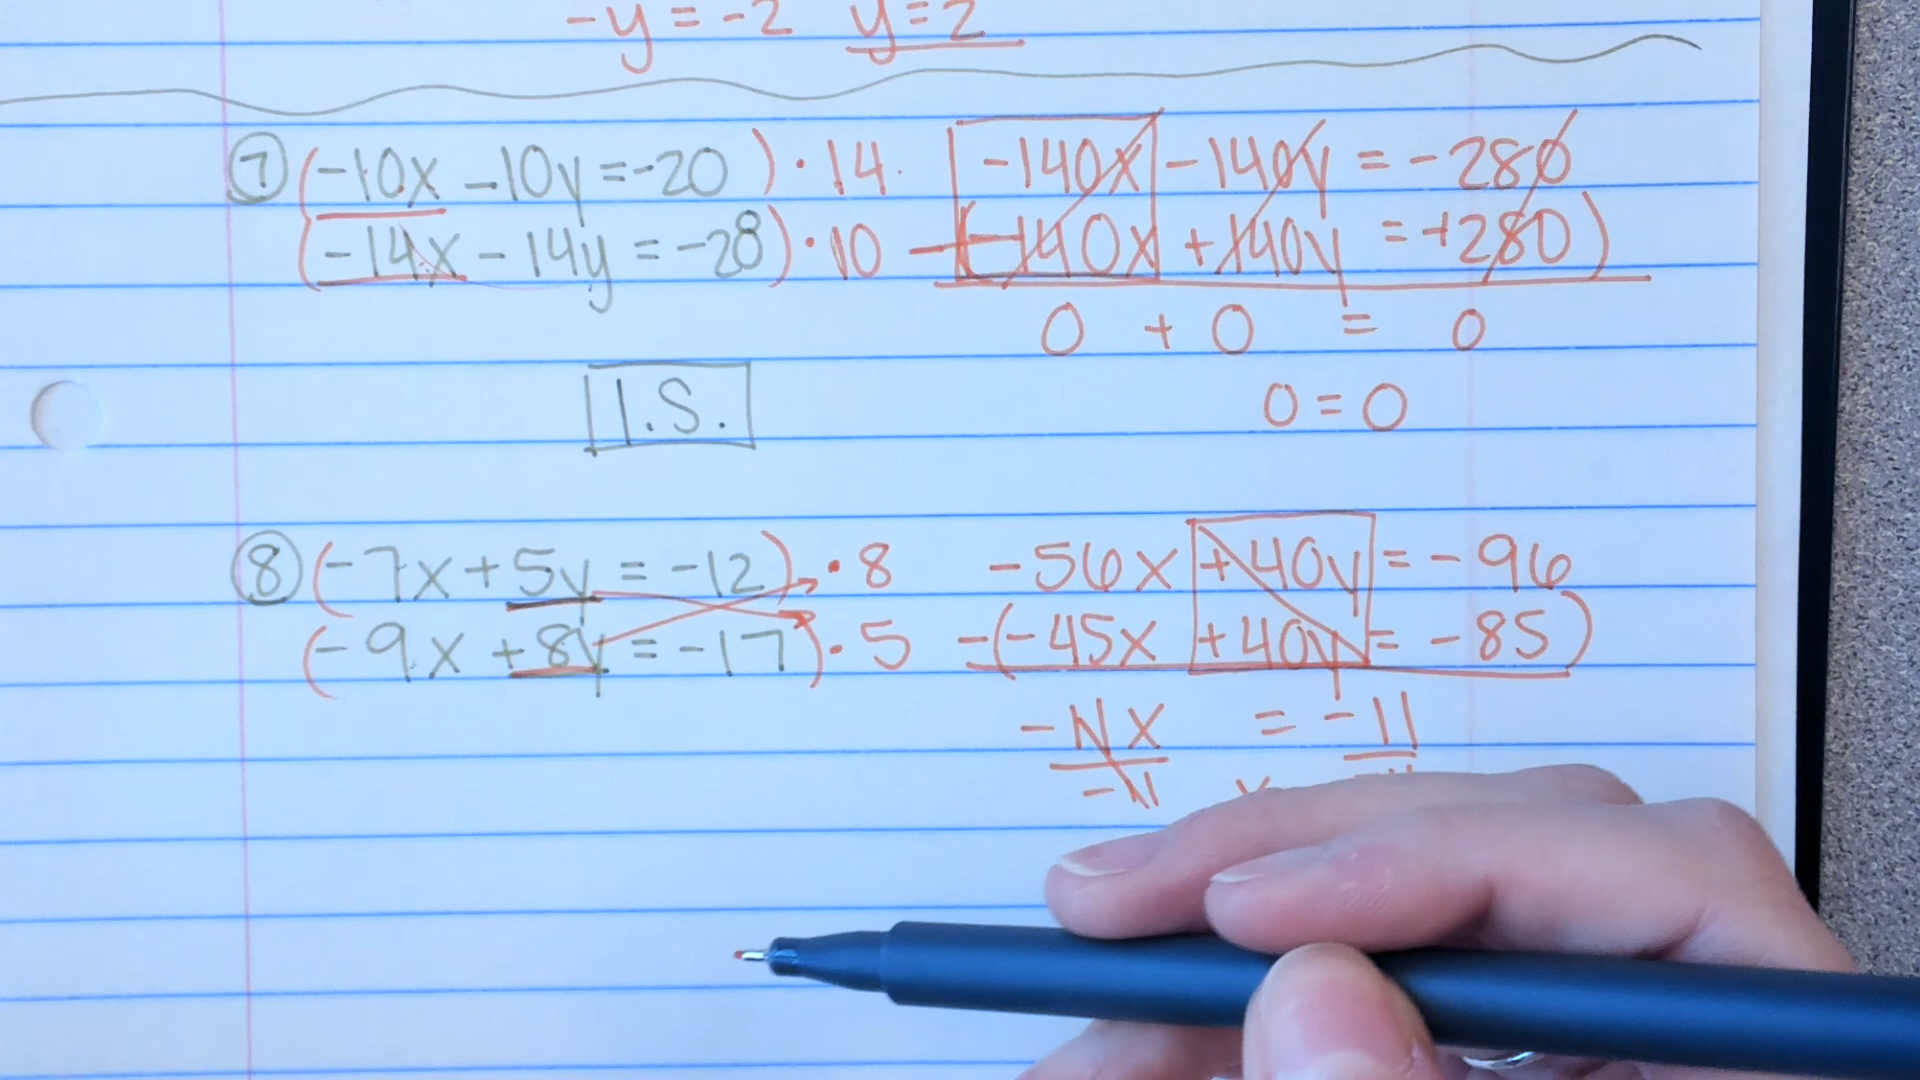 -y = -2 y = 2
⑦ (-10x - 10y = -20) · 14 -140x - 140y = -280
(-14x - 14y = -28) · 10 -(-140x + 140y = +280)
0 + 0 = 0
I.S. 0 = 0
⑧ (-7x + 5y = -12) · 8 -56x + 40y = -96
(-9x + 8y = -17) · 5 -(-45x + 40y = -85)
-11x = -11
-11